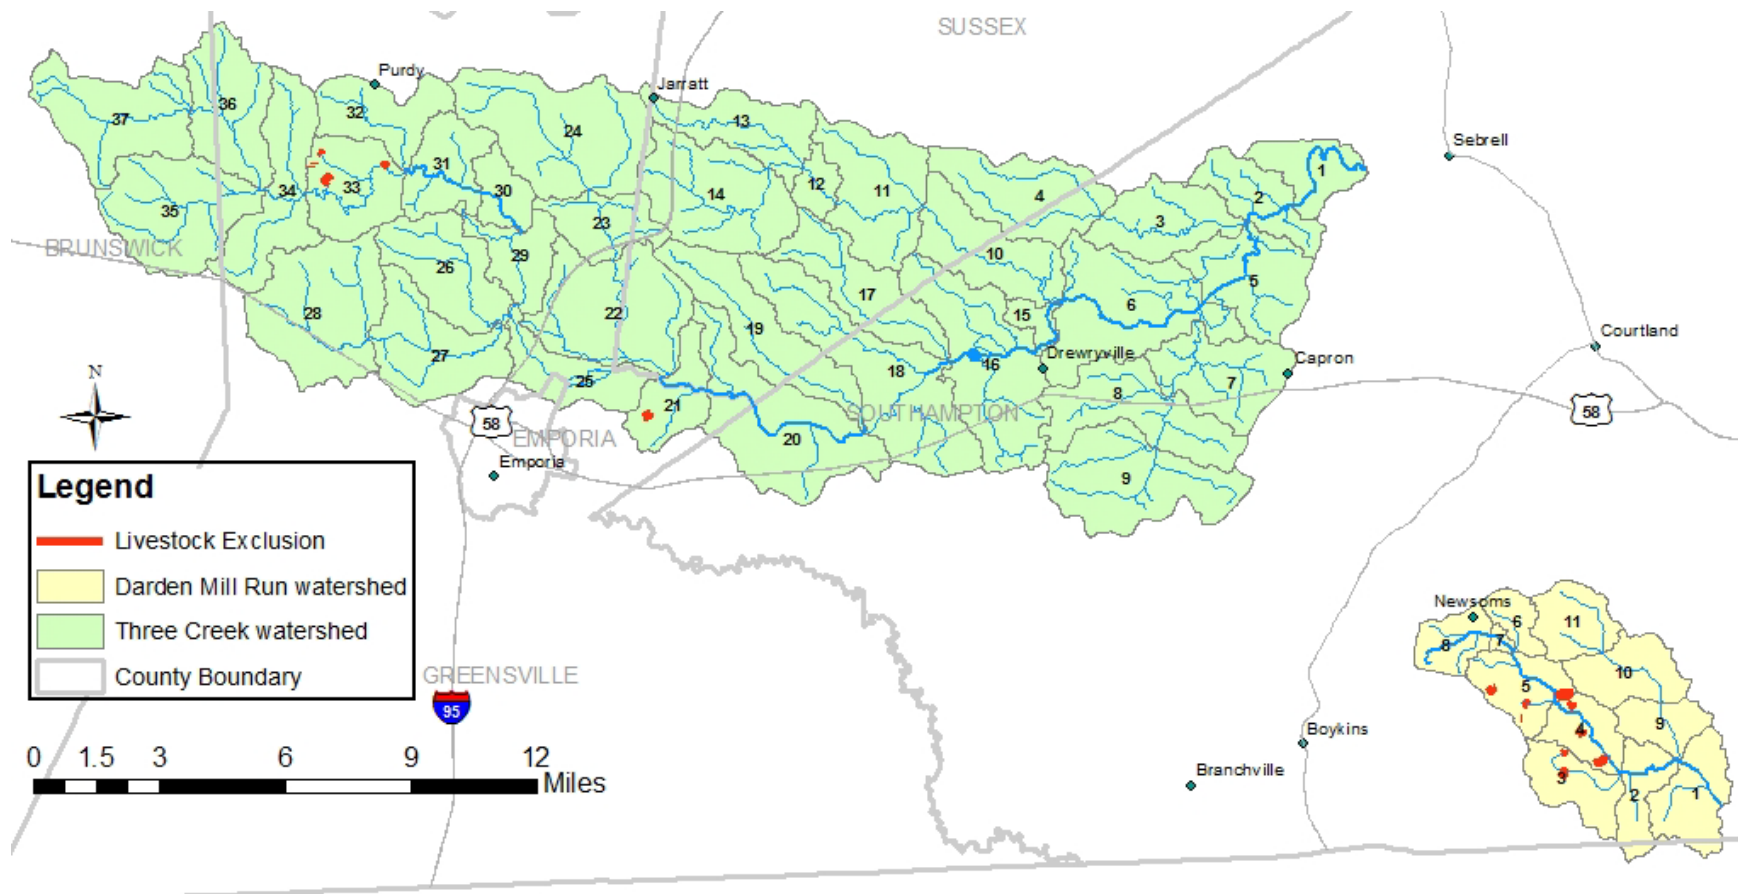 SUSSEX
Purdy
Jarratt
Sebrell
36
37
32
24
13
1
31
34
33
30
12
11
14
4
2
35
23
3
BRUNSWICK
26
29
10
5
28
22
17
6
15
19
27
Drewryville
Courtland
Capron
25
18
16
7
8
21
SOUTHAMPTON
58
58
N
EMPORIA
20
Emporia
9
Legend
Livestock Exclusion
Darden Mill Run watershed
Three Creek watershed
County Boundary
GREENSVILLE
95
0 1.5 3 6 9 12
Miles
Newsoms
6
11
7
8
10
5
9
4
3
2
1
Boykins
Branchville